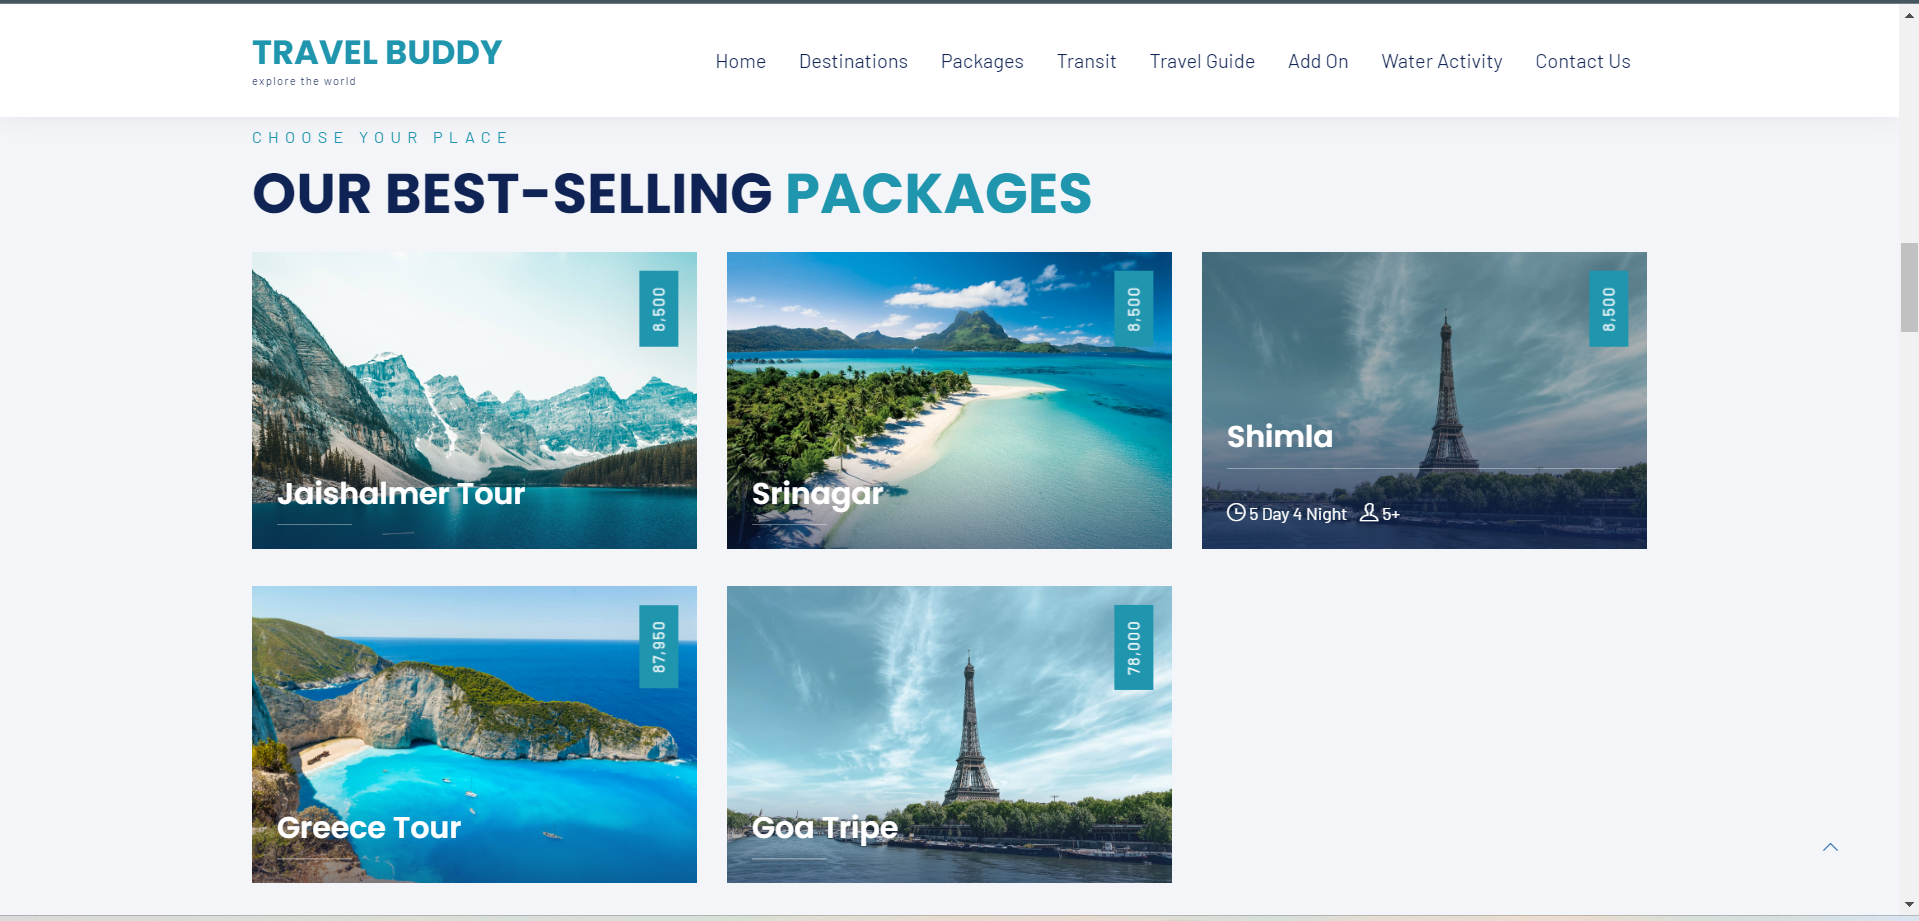 TRAVEL BUDDY
explore the world
Home Destinations Packages Transit Travel Guide Add On Water Activity Contact Us
CHOOSE YOUR PLACE
OUR BEST-SELLING PACKAGES
8,500
Jaishalmer Tour
8,500
Srinagar
8,500
Shimla
5 Day 4 Night 5+
87,950
Greece Tour
78,000
Goa Tripe